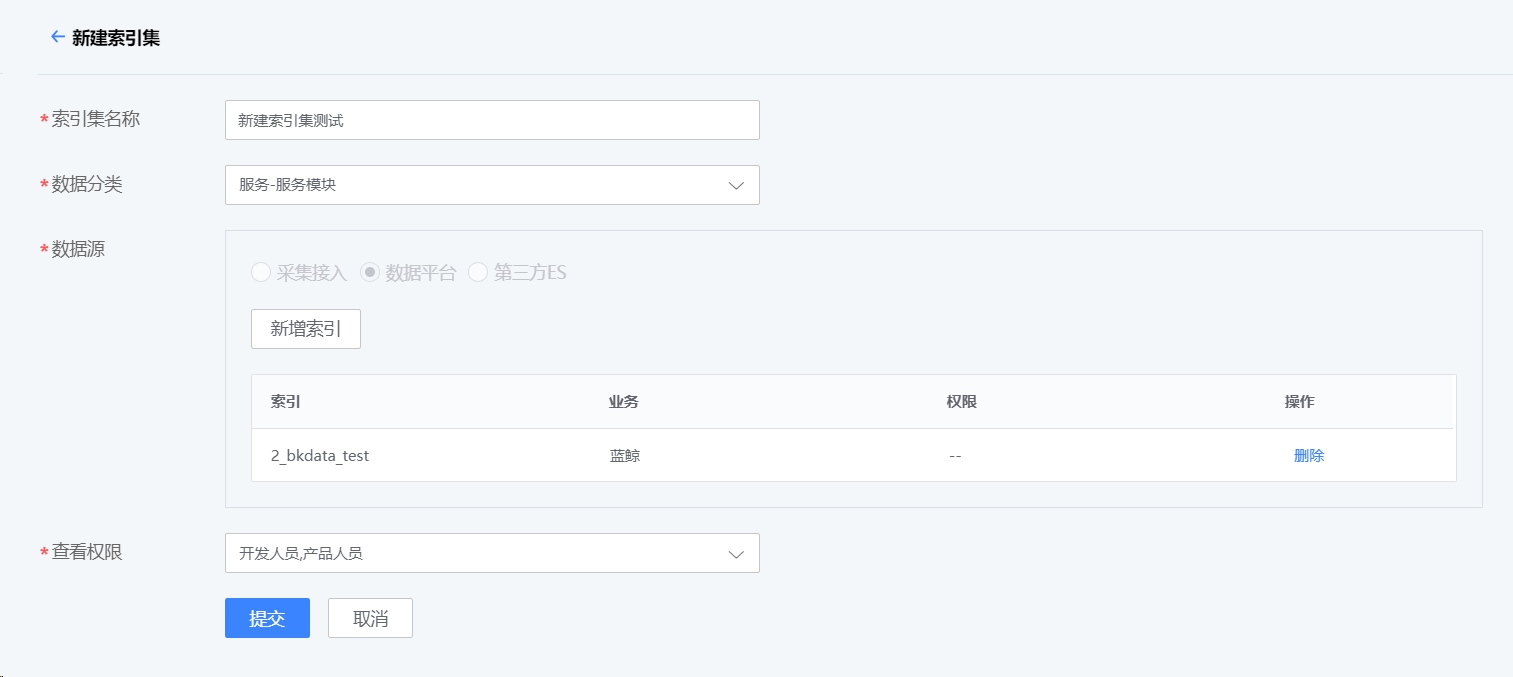 新建索引集
*索引集名称
新建索引集测试
*数据分类
服务-服务模块
*数据源
采集接入 数据平台 第三方ES
新增索引
索引 业务 权限 操作
2_bkdata_test 蓝鲸 -- 删除
*查看权限
开发人员,产品人员
提交 取消